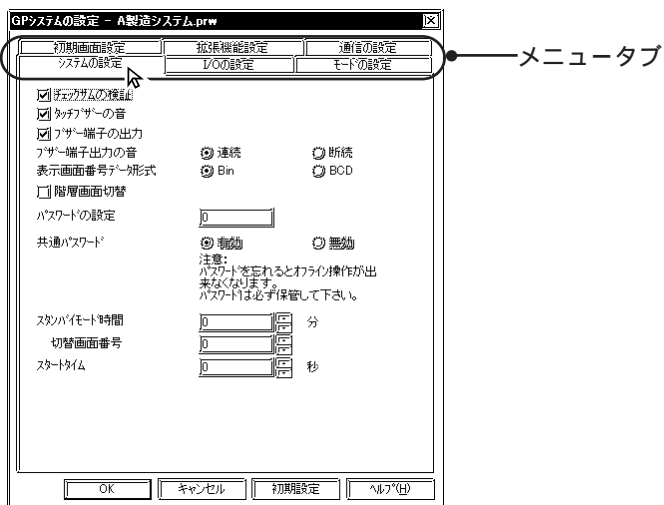 GPシステムの設定 - A製造システム.prw
初期画面設定 拡張機能設定 通信の設定
システムの設定 I/Oの設定 モードの設定
メニュータブ
チェックサムの検証
タッチブザーの音
ブザー端子の出力
ブザー端子出力の音 連続 断続
表示画面番号データ形式 Bin BCD
階層画面切替
パスワードの設定 0
共通パスワード 有効 無効
注意:
パスワードを忘れるとオフライン操作が出
来なくなります。
パスワードは必ず保管して下さい。
スタンバイモード時間 0 分
切替画面番号 0
スタートタイム 0 秒
OK キャンセル 初期設定 ヘルプ(H)